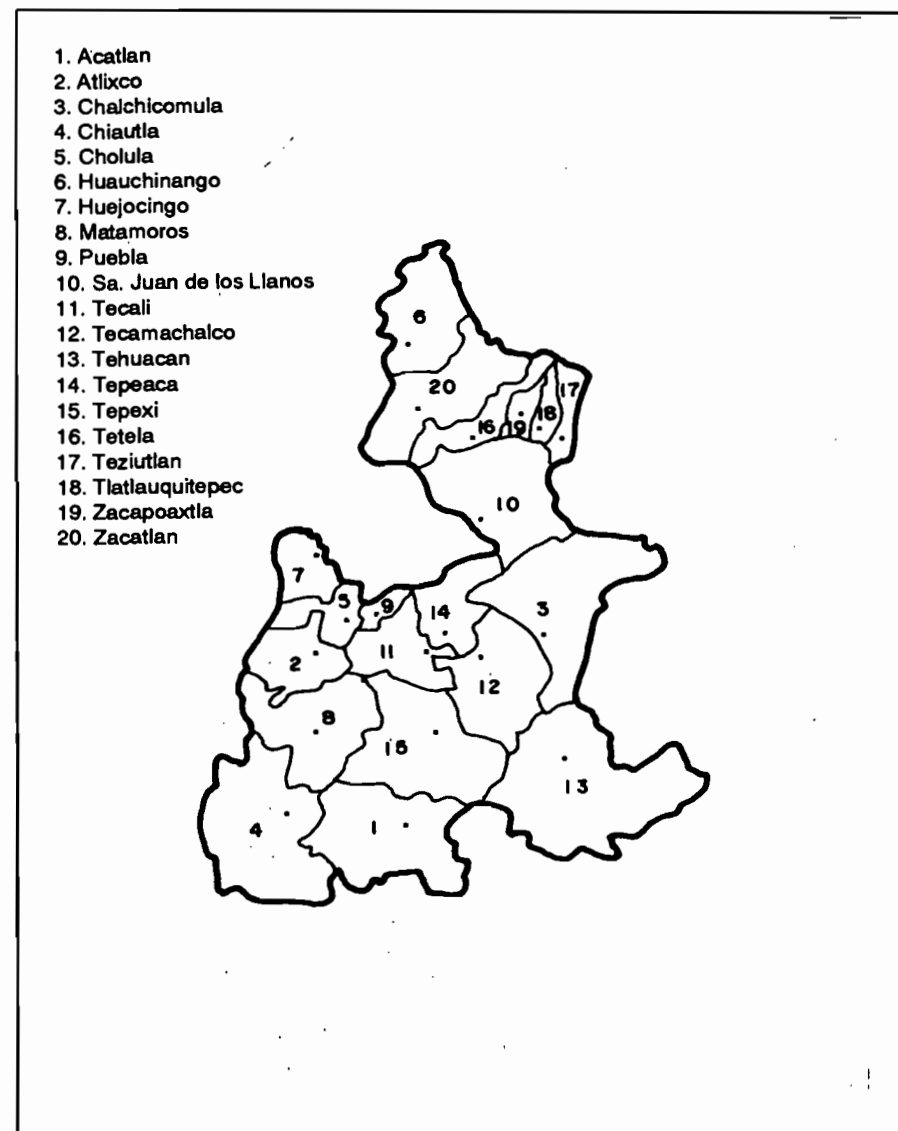 1. Acatlan
2. Atlixco
3. Chalchicomula
4. Chiautla
5. Cholula
6. Huauchinango
7. Huejocingo
8. Matamoros
9. Puebla
10. Sa. Juan de los Llanos
11. Tecali
12. Tecamachalco
13. Tehuacan
14. Tepeaca
15. Tepexi
16. Tetela
17. Teziutlan
18. Tlatlauquitepec
19. Zacapoaxtla
20. Zacatlan
6
20
17
16
19
18
10
7
5
9
14
3
2
11
12
8
15
13
4
1